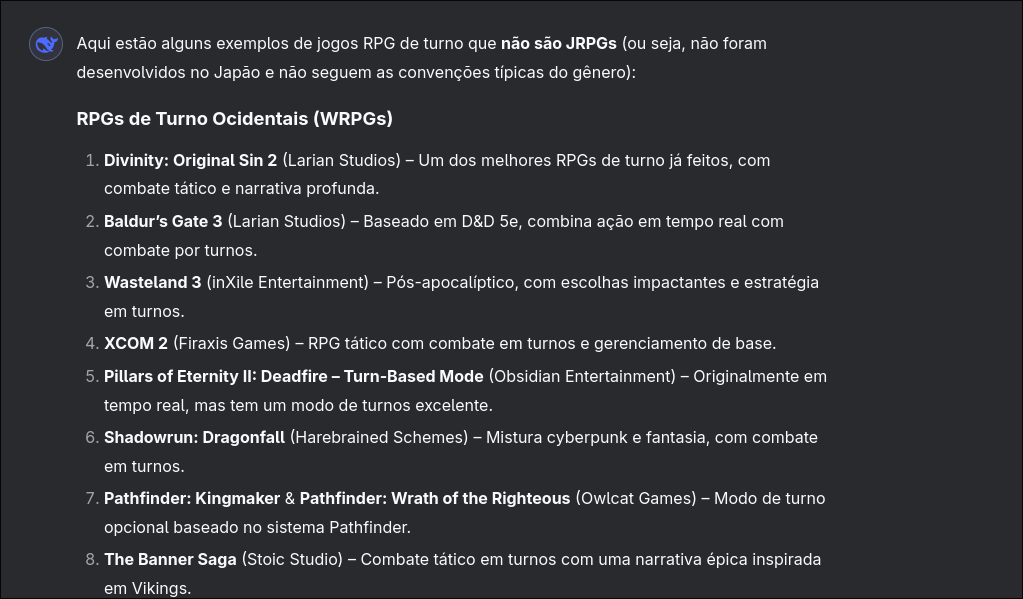 Aqui estão alguns exemplos de jogos RPG de turno que não são JRPGs (ou seja, não foram
desenvolvidos no Japão e não seguem as convenções típicas do gênero):
RPGs de Turno Ocidentais (WRPGs)
1. Divinity: Original Sin 2 (Larian Studios) – Um dos melhores RPGs de turno já feitos, com
combate tático e narrativa profunda.
2. Baldur’s Gate 3 (Larian Studios) – Baseado em D&D 5e, combina ação em tempo real com
combate por turnos.
3. Wasteland 3 (inXile Entertainment) – Pós-apocalíptico, com escolhas impactantes e estratégia
em turnos.
4. XCOM 2 (Firaxis Games) – RPG tático com combate em turnos e gerenciamento de base.
5. Pillars of Eternity II: Deadfire – Turn-Based Mode (Obsidian Entertainment) – Originalmente em
tempo real, mas tem um modo de turnos excelente.
6. Shadowrun: Dragonfall (Harebrained Schemes) – Mistura cyberpunk e fantasia, com combate
em turnos.
7. Pathfinder: Kingmaker & Pathfinder: Wrath of the Righteous (Owlcat Games) – Modo de turno
opcional baseado no sistema Pathfinder.
8. The Banner Saga (Stoic Studio) – Combate tático em turnos com uma narrativa épica inspirada
em Vikings.